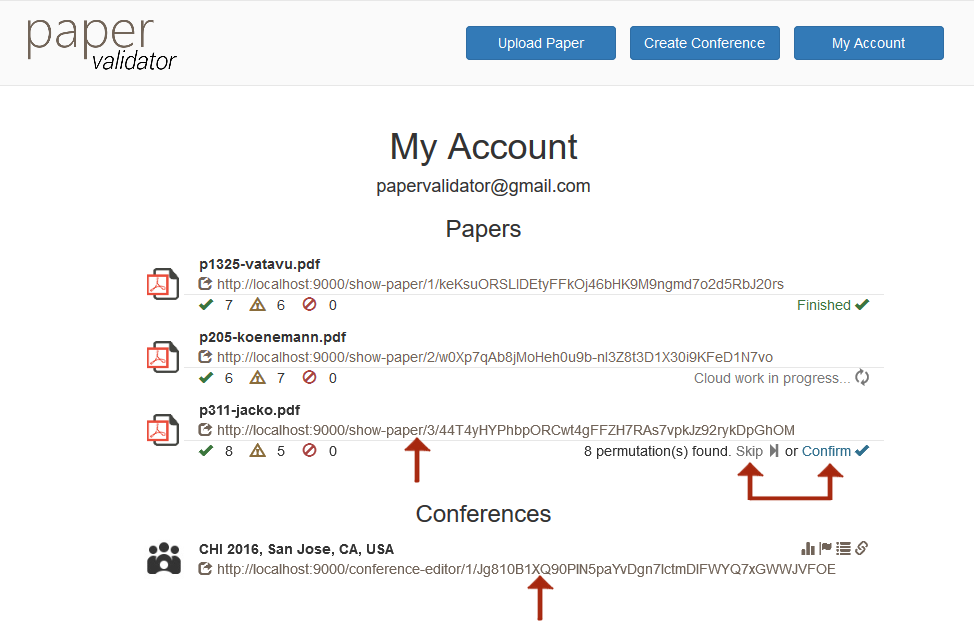 paper
validator
Upload Paper
Create Conference
My Account
My Account
papervalidator@gmail.com
Papers
p1325-vatavu.pdf
http://localhost:9000/show-paper/1/keKsuORSLlDEtyFFkOj46bHK9M9ngmd7o2d5RbJ20rs
7 6 0 Finished
p205-koenemann.pdf
http://localhost:9000/show-paper/2/w0Xp7qAb8jMoHeh0u9b-nl3Z8t3D1X30i9KFeD1N7vo
6 7 0 Cloud work in progress...
p311-jacko.pdf
http://localhost:9000/show-paper/3/44T4yHYPhbpORCwt4gFFZH7RAs7vpkJz92rykDpGhOM
8 5 0 8 permutation(s) found. Skip or Confirm
Conferences
CHI 2016, San Jose, CA, USA
http://localhost:9000/conference-editor/1/Jg810B1XQ90PlN5paYvDgn7lctmDlFWYQ7xGWWJVFOE